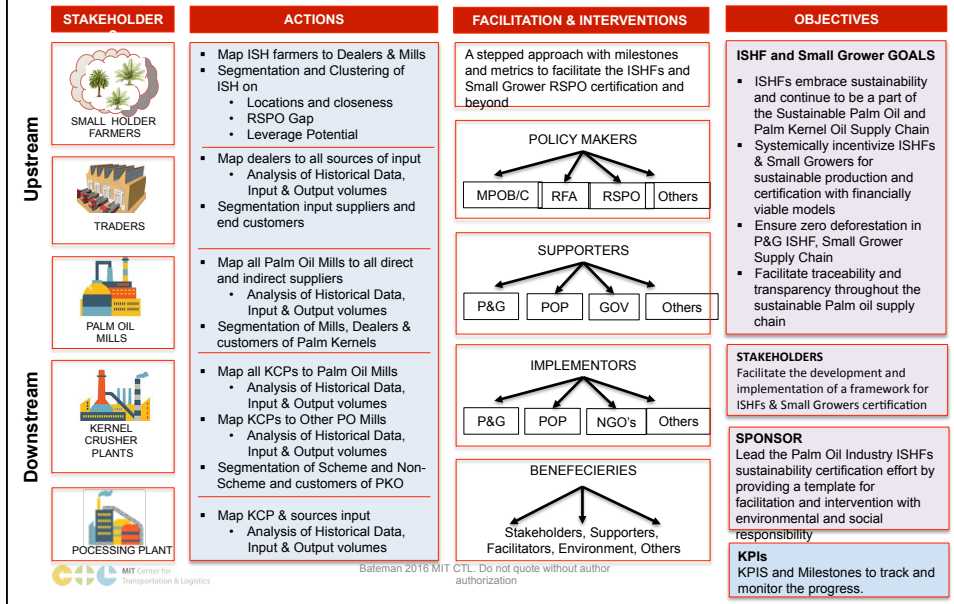 STAKEHOLDER
S
ACTIONS
FACILITATION & INTERVENTIONS
OBJECTIVES
Upstream
Downstream
SMALL HOLDER
FARMERS
TRADERS
PALM OIL
MILLS
KERNEL
CRUSHER
PLANTS
POCESSING PLANT
▪ Map ISH farmers to Dealers & Mills
▪ Segmentation and Clustering of
ISH on
• Locations and closeness
• RSPO Gap
• Leverage Potential
▪ Map dealers to all sources of input
• Analysis of Historical Data,
Input & Output volumes
▪ Segmentation input suppliers and
end customers
▪ Map all Palm Oil Mills to all direct
and indirect suppliers
• Analysis of Historical Data,
Input & Output volumes
▪ Segmentation of Mills, Dealers &
customers of Palm Kernels
▪ Map all KCPs to Palm Oil Mills
• Analysis of Historical Data,
Input & Output volumes
▪ Map KCPs to Other PO Mills
• Analysis of Historical Data,
Input & Output volumes
▪ Segmentation of Scheme and Non-
Scheme and customers of PKO
▪ Map KCP & sources input
• Analysis of Historical Data,
Input & Output volumes
A stepped approach with milestones
and metrics to facilitate the ISHFs and
Small Grower RSPO certification and
beyond
POLICY MAKERS
MPOB/C RFA RSPO Others
SUPPORTERS
P&G POP GOV Others
IMPLEMENTORS
P&G POP NGO's Others
BENEFECIERIES
Stakeholders, Supporters,
Facilitators, Environment, Others
ISHF and Small Grower GOALS
▪ ISHFs embrace sustainability
and continue to be a part of
the Sustainable Palm Oil and
Palm Kernel Oil Supply Chain
▪ Systemically incentivize ISHFs
& Small Growers for
sustainable production and
certification with financially
viable models
▪ Ensure zero deforestation in
P&G ISHF, Small Grower
Supply Chain
▪ Facilitate traceability and
transparency throughout the
sustainable Palm oil supply
chain
STAKEHOLDERS
Facilitate the development and
implementation of a framework for
ISHFs & Small Growers certification
SPONSOR
Lead the Palm Oil Industry ISHFs
sustainability certification effort by
providing a template for
facilitation and intervention with
environmental and social
responsibility
KPIs
KPIS and Milestones to track and
monitor the progress.
CTL MIT Center for
Transportation & Logistics
Bateman 2016 MIT CTL. Do not quote without author
authorization